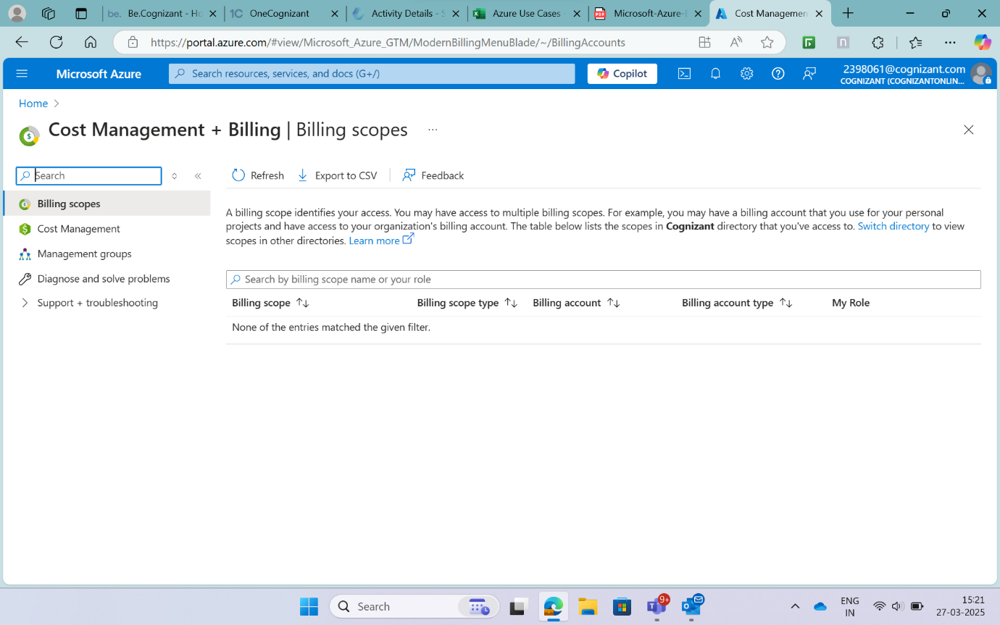 be. Be.Cognizant - Ho
1C OneCognizant
Activity Details - S
Azure Use Cases
PDF Microsoft-Azure-E
Cost Managemen
https://portal.azure.com/#view/Microsoft_Azure_GTM/ModernBillingMenuBlade/~/BillingAccounts
Microsoft Azure
Search resources, services, and docs (G+/)
Copilot
2398061@cognizant.com
COGNIZANT (COGNIZANTONLIN...
Home
Cost Management + Billing | Billing scopes ...
Search
Refresh
Export to CSV
Feedback
Billing scopes
Cost Management
Management groups
Diagnose and solve problems
Support + troubleshooting
A billing scope identifies your access. You may have access to multiple billing scopes. For example, you may have a billing account that you use for your personal
projects and have access to your organization's billing account. The table below lists the scopes in Cognizant directory that you've access to. Switch directory to view
scopes in other directories. Learn more
Search by billing scope name or your role
Billing scope
Billing scope type
Billing account
Billing account type
My Role
None of the entries matched the given filter.
Search
9+
ENG
IN
15:21
27-03-2025